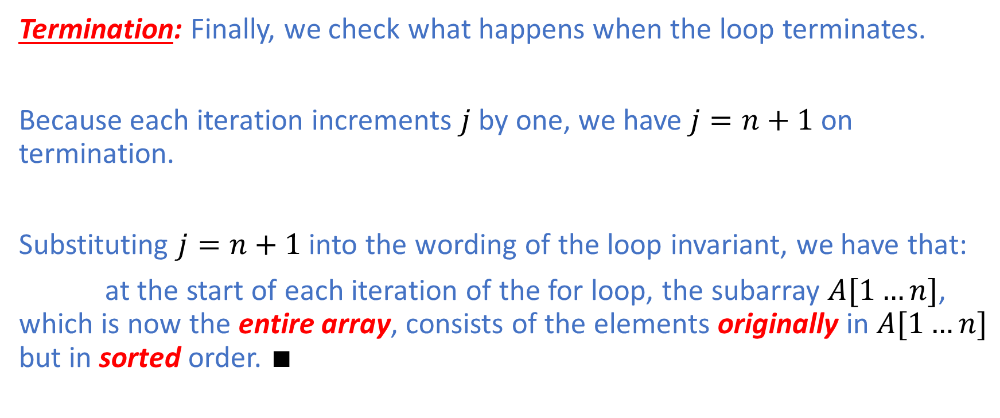 Termination: Finally, we check what happens when the loop terminates.
Because each iteration increments j by one, we have j = n + 1 on
termination.
Substituting j = n + 1 into the wording of the loop invariant, we have that:
at the start of each iteration of the for loop, the subarray A[1 … n],
which is now the entire array, consists of the elements originally in A[1 … n]
but in sorted order. ■